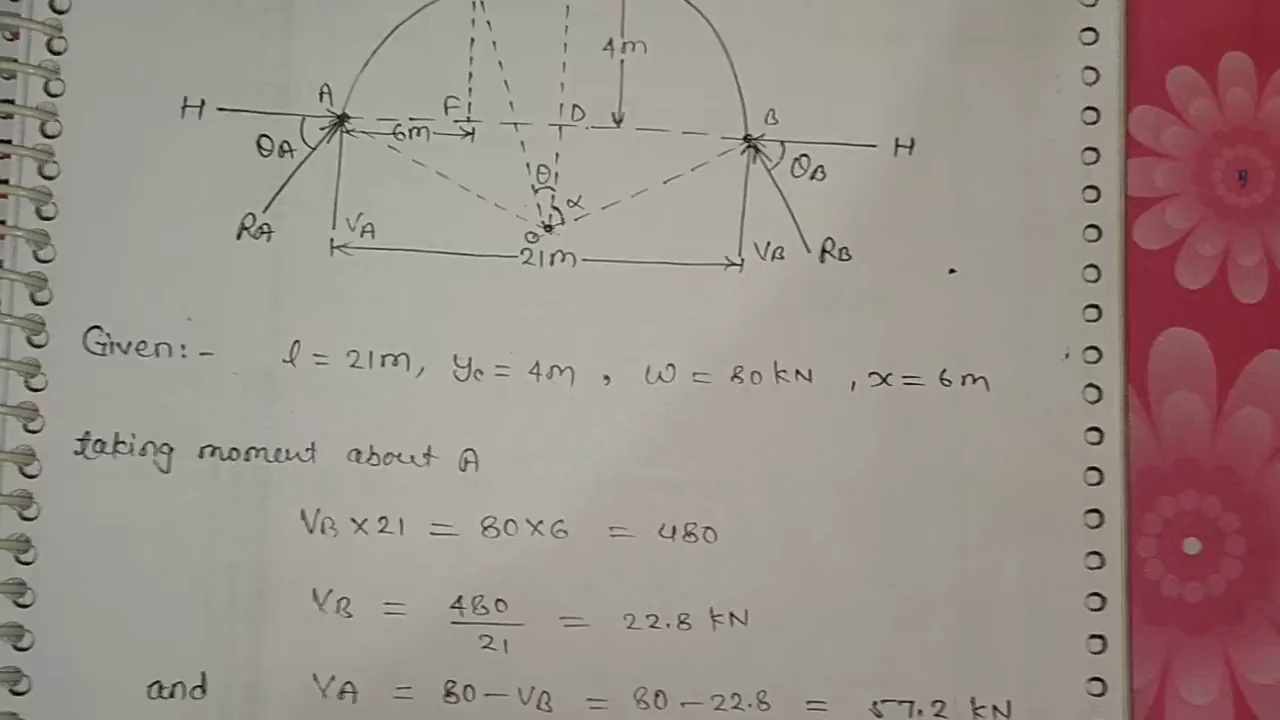 4m
H A F D B H
6m
θA θ α θB
RA VA O VB RB
21m
Given:- l = 21m, yc = 4m, w = 80kN, x = 6m
taking moment about A
VB × 21 = 80×6 = 480
VB = 480/21 = 22.8 kN
and VA = 80 - VB = 80 - 22.8 = 57.2 kN